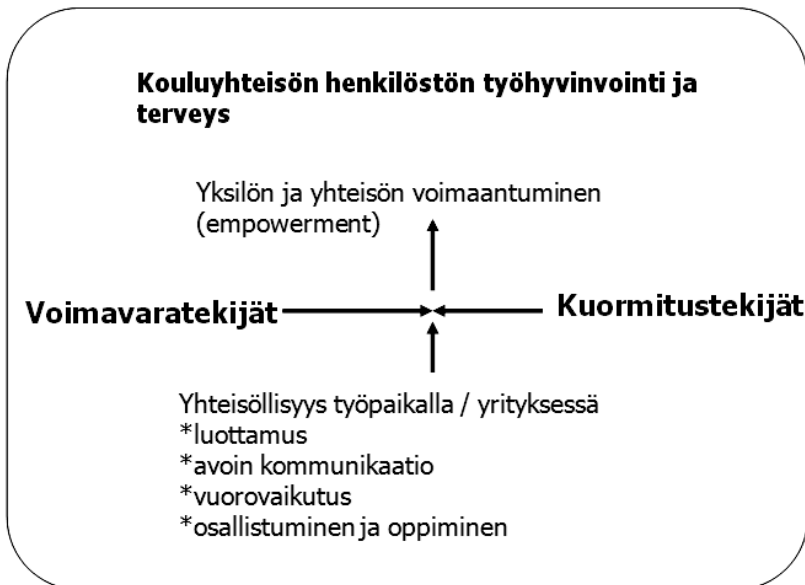 Kouluyhteisön henkilöstön työhyvinvointi ja
terveys
Yksilön ja yhteisön voimaantuminen
(empowerment)
Voimavaratekijät
Kuormitustekijät
Yhteisöllisyys työpaikalla / yrityksessä
*luottamus
*avoin kommunikaatio
*vuorovaikutus
*osallistuminen ja oppiminen